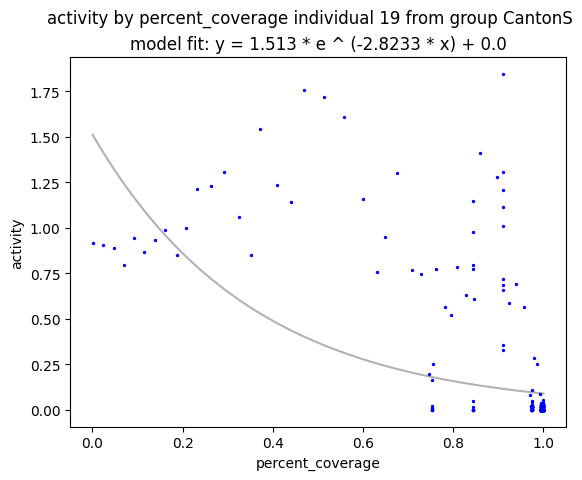 activity by percent_coverage individual 19 from group CantonS
model fit: y = 1.513 * e ^ (-2.8233 * x) + 0.0
activity
1.75
1.50
1.25
1.00
0.75
0.50
0.25
0.00
0.0 0.2 0.4 0.6 0.8 1.0
percent_coverage